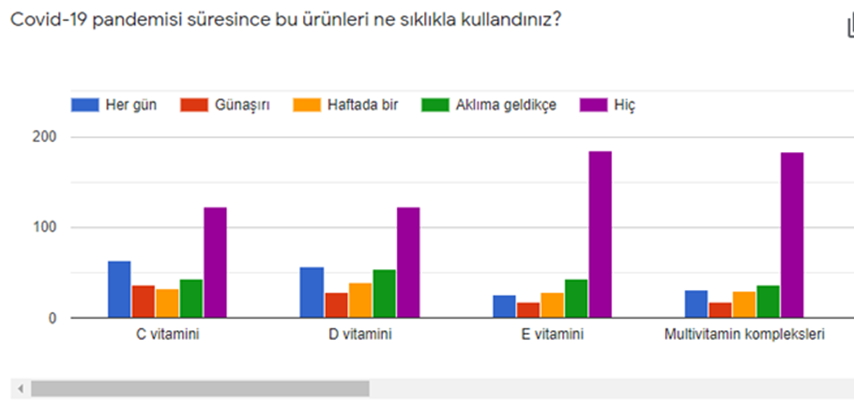 Covid-19 pandemisi süresince bu ürünleri ne sıklıkla kullandınız?
Her gün Günaşırı Haftada bir Aklıma geldikçe Hiç
200
100
0
C vitamini D vitamini E vitamini Multivitamin kompleksleri